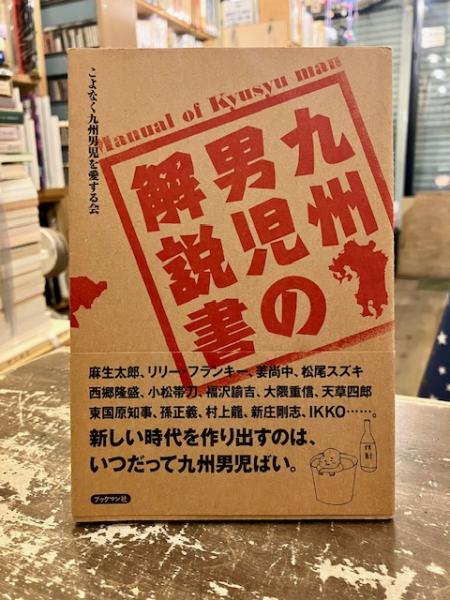 Manual of Kyusyu man
九州
男児の
解説書
こよなく九州男児を愛する会
麻生太郎、リリー・フランキー、姜尚中、松尾スズキ
西郷隆盛、小松帯刀、福沢諭吉、大隈重信、天草四郎
東国原知事、孫正義、村上龍、新庄剛志、IKKO……。
新しい時代を作り出すのは、
いつだって九州男児ばい。
ブックマン社